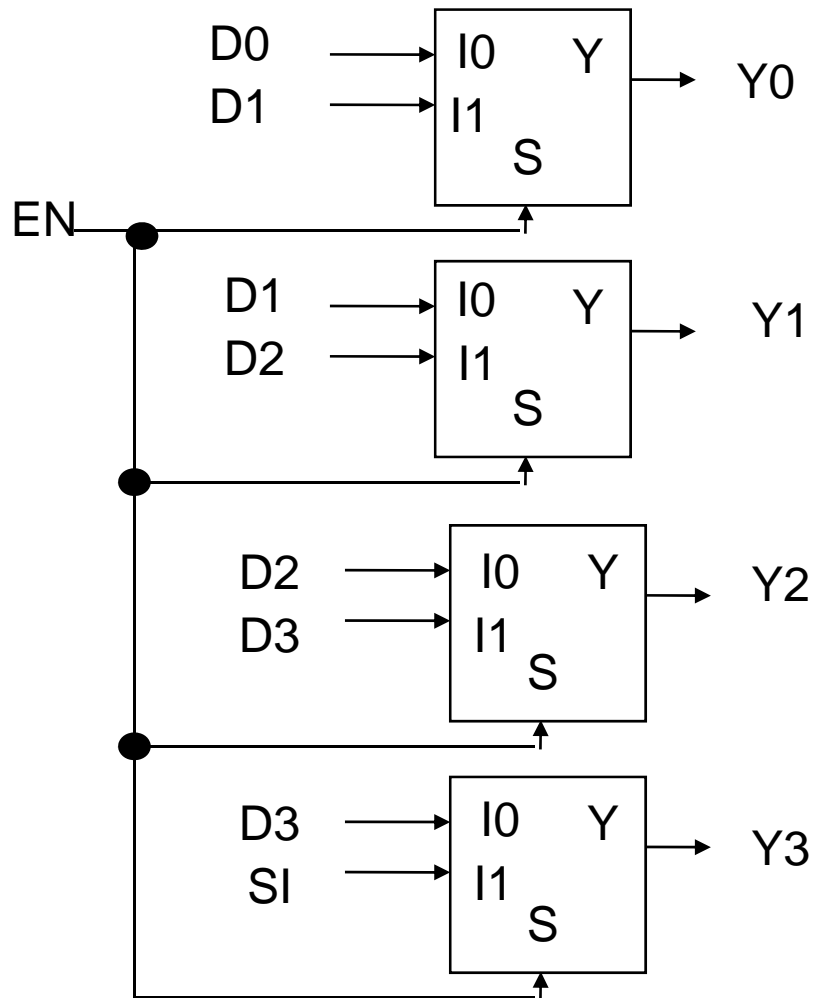 D0 I0 Y Y0
D1 I1
S
EN
D1 I0 Y Y1
D2 I1
S
D2 I0 Y Y2
D3 I1
S
D3 I0 Y Y3
SI I1
S